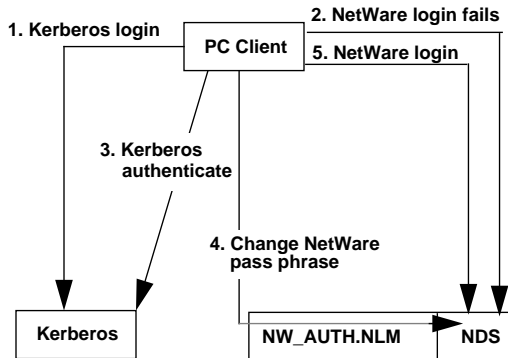 2. NetWare login fails
1. Kerberos login
PC Client
5. NetWare login
3. Kerberos
authenticate
4. Change NetWare
pass phrase
Kerberos
NW_AUTH.NLM
NDS